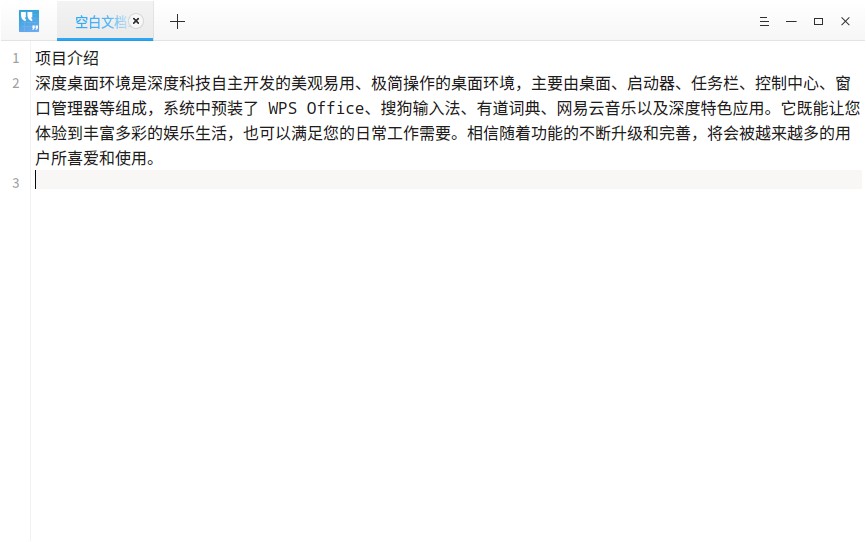 空白文档
1 项目介绍
2 深度桌面环境是深度科技自主开发的美观易用、极简操作的桌面环境，主要由桌面、启动器、任务栏、控制中心、窗
口管理器等组成，系统中预装了 WPS Office、搜狗输入法、有道词典、网易云音乐以及深度特色应用。它既能让您
体验到丰富多彩的娱乐生活，也可以满足您的日常工作需要。相信随着功能的不断升级和完善，将会被越来越多的用
户所喜爱和使用。
3